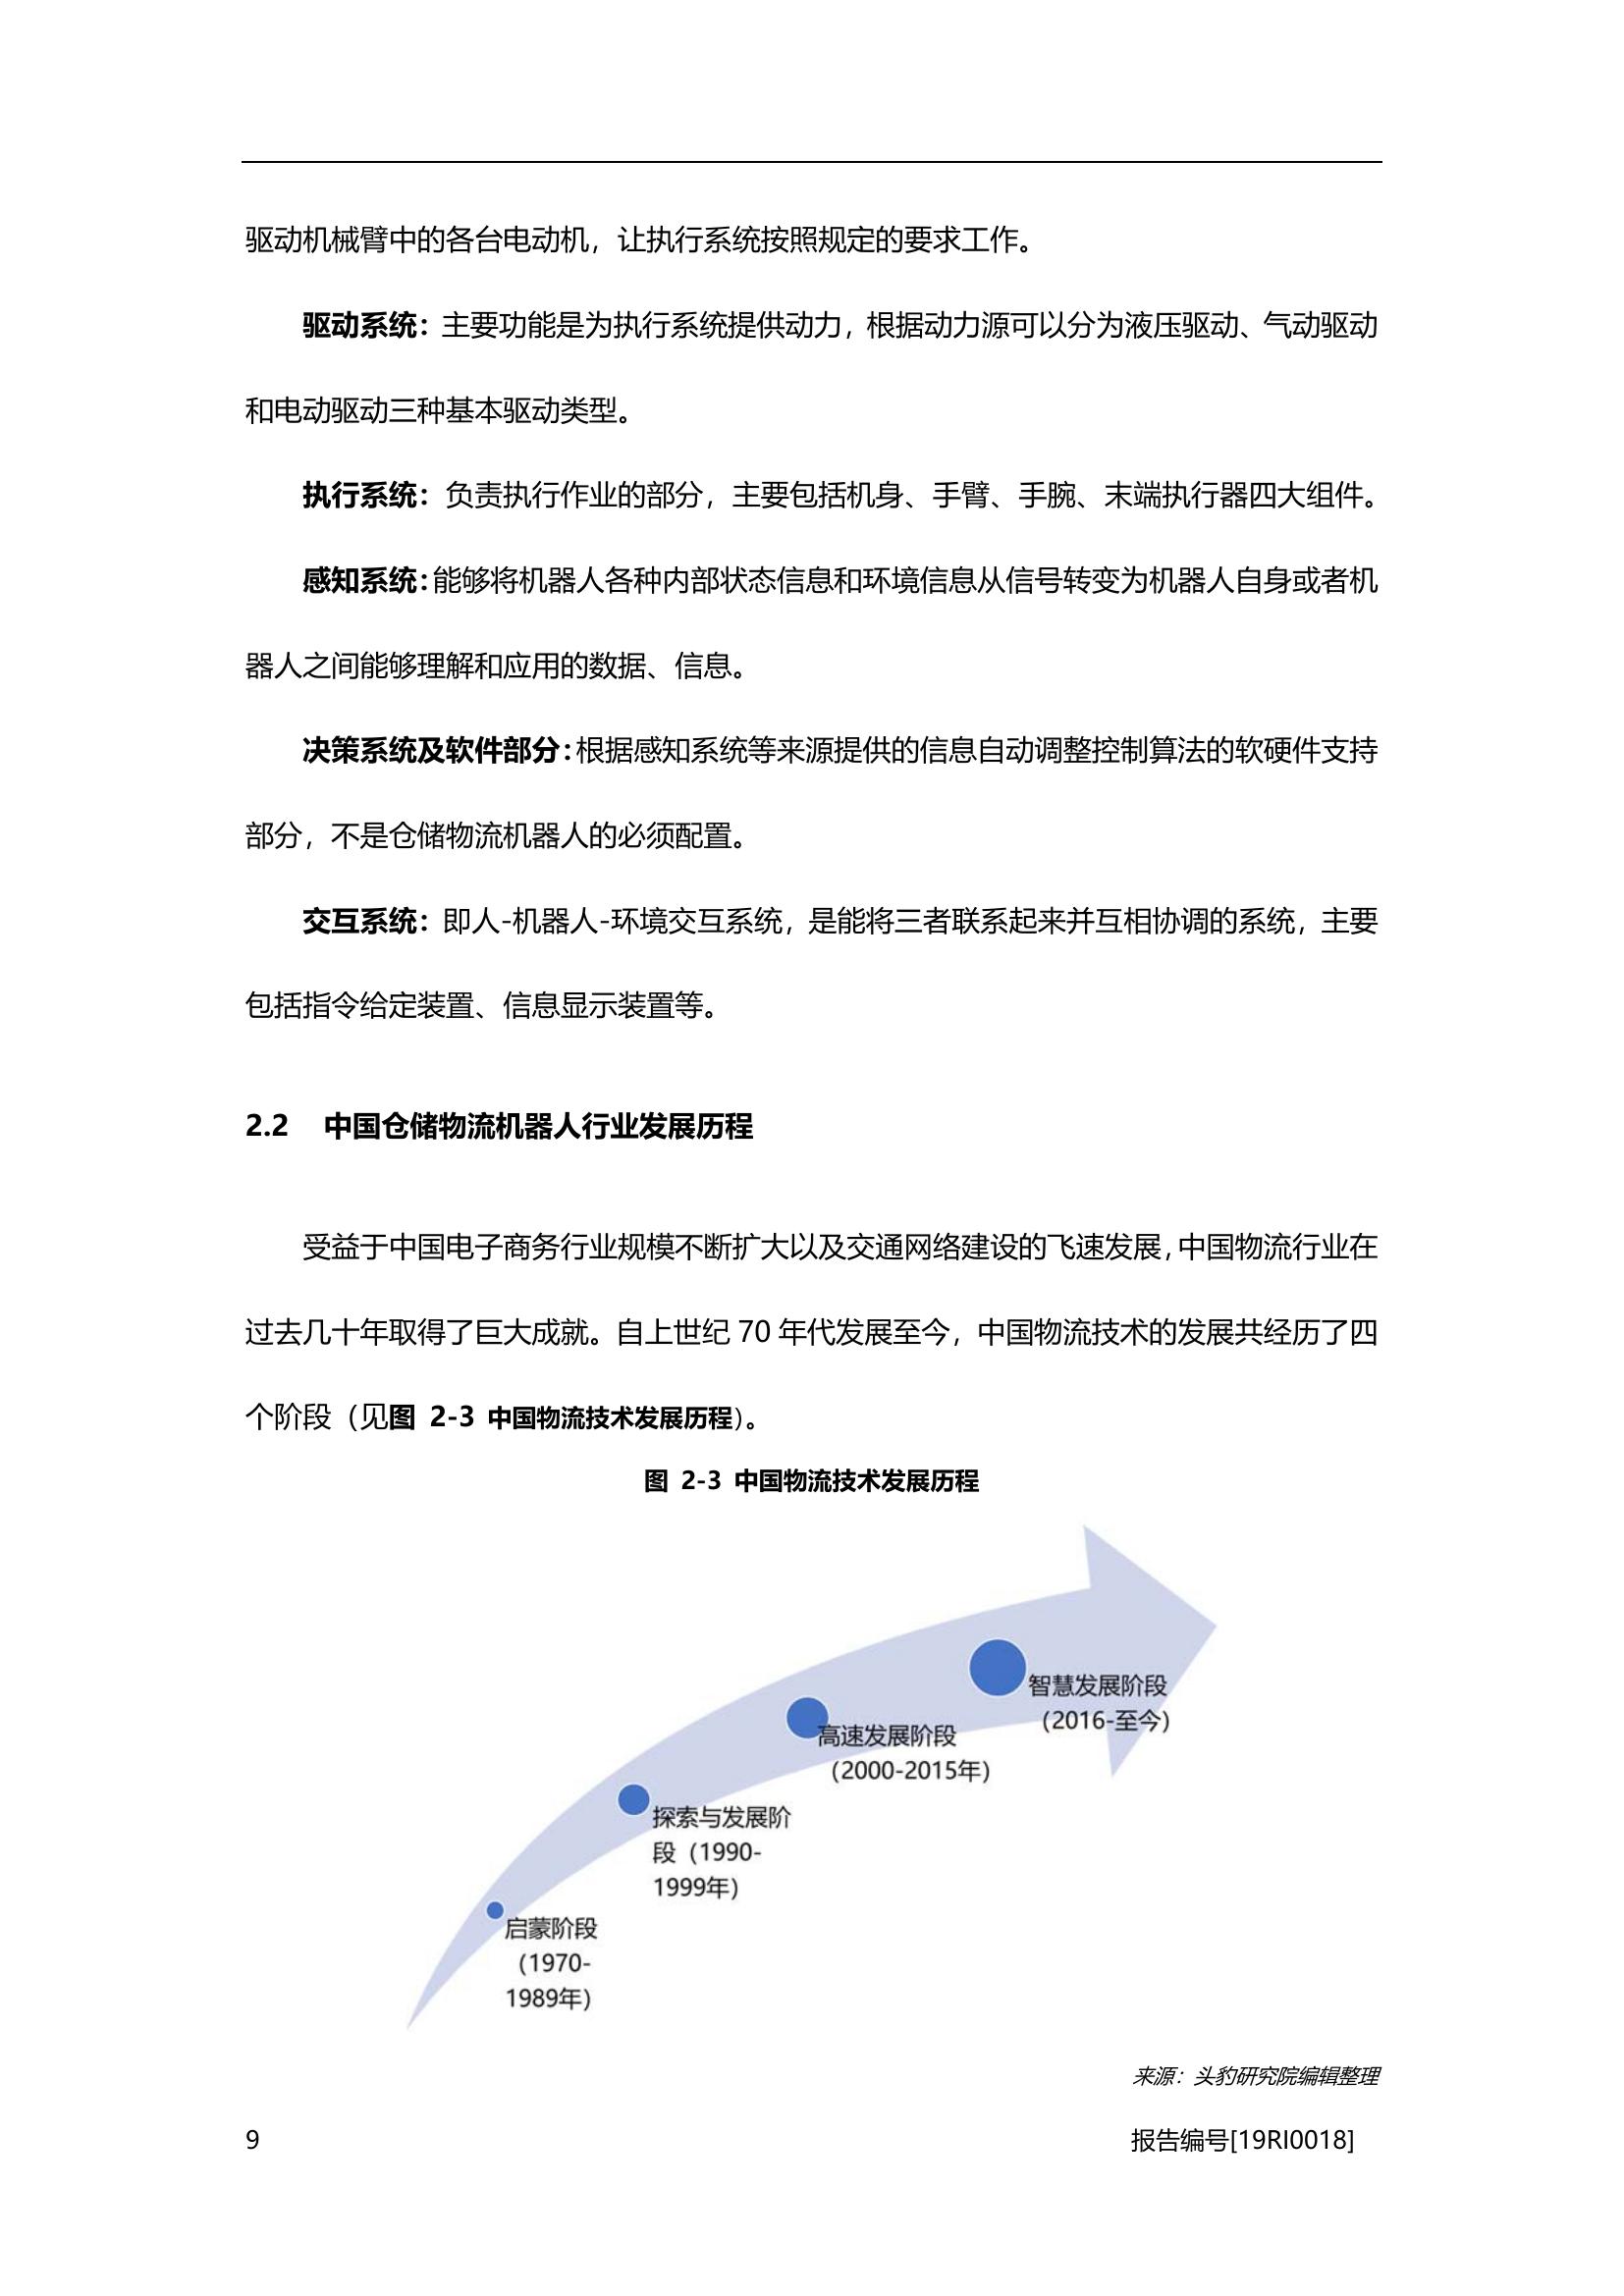 驱动机械臂中的各台电动机，让执行系统按照规定的要求工作。
驱动系统：主要功能是为执行系统提供动力，根据动力源可以分为液压驱动、气动驱动
和电动驱动三种基本驱动类型。
执行系统：负责执行作业的部分，主要包括机身、手臂、手腕、末端执行器四大组件。
感知系统：能够将机器人各种内部状态信息和环境信息从信号转变为机器人自身或者机
器人之间能够理解和应用的数据、信息。
决策系统及软件部分：根据感知系统等来源提供的信息自动调整控制算法的软硬件支持
部分，不是仓储物流机器人的必须配置。
交互系统：即人-机器人-环境交互系统，是能将三者联系起来并互相协调的系统，主要
包括指令给定装置、信息显示装置等。
2.2 中国仓储物流机器人行业发展历程
受益于中国电子商务行业规模不断扩大以及交通网络建设的飞速发展，中国物流行业在
过去几十年取得了巨大成就。自上世纪 70 年代发展至今，中国物流技术的发展共经历了四
个阶段（见图 2-3 中国物流技术发展历程）。
图 2-3 中国物流技术发展历程
智慧发展阶段
（2016-至今）
高速发展阶段
（2000-2015年）
探索与发展阶
段（1990-
1999年）
启蒙阶段
（1970-
1989年）
来源：头豹研究院编辑整理
9 报告编号[19RI0018]